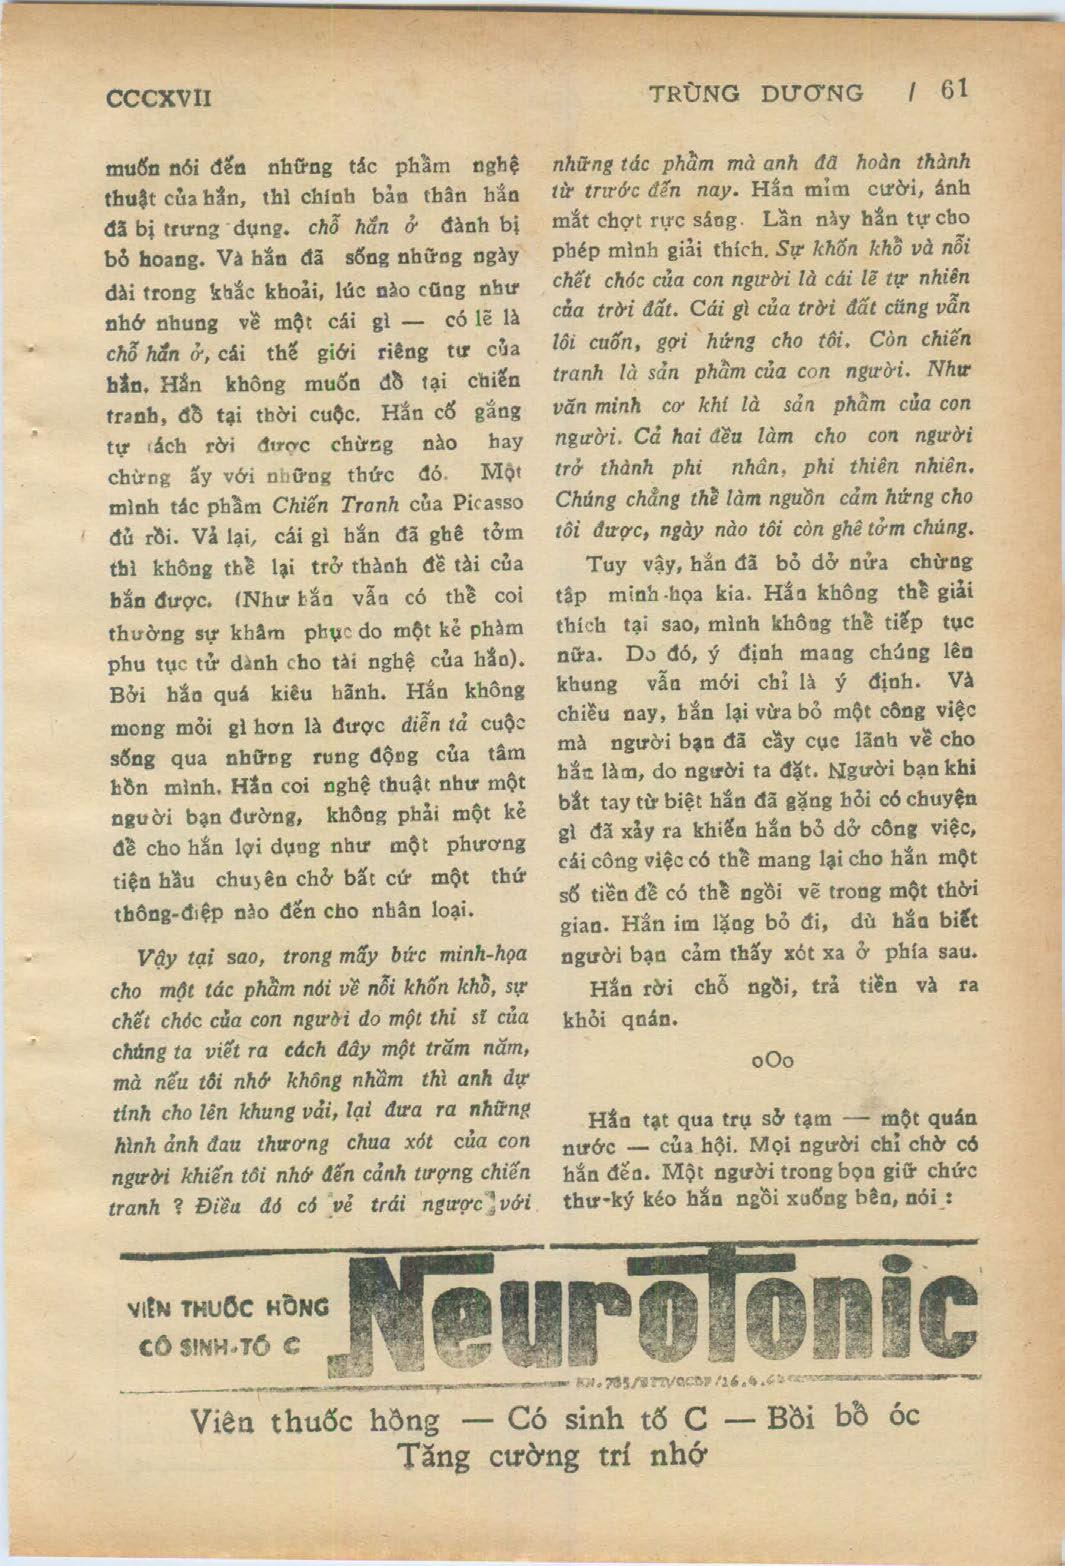 CCCXVII
TRÙNG DƯƠNG / 61
muốn nói đến những tác phẩm nghệ
thuật của hắn, thì chính bản thân hắn
đã bị trưng dụng. chỗ hắn ở đành bị
bỏ hoang. Và hắn đã sống những ngày
dài trong khắc khoải, lúc nào cũng như
nhớ nhung về một cái gì — có lẽ là
chỗ hắn ở, cái thế giới riêng tư của
hắn. Hắn không muốn đồ tại chiến
tranh, đồ tại thời cuộc. Hắn cố gắng
tự tách rời được chừng nào hay
chừng ấy với những thức đó. Một
mình tác phẩm Chiến Tranh của Picasso
đủ rồi. Vả lại, cái gì hắn đã ghê tởm
thì không thể lại trở thành đề tài của
hắn được. (Như hắn vẫn có thể coi
thường sự khâm phục do một kẻ phàm
phu tục tử dành cho tài nghệ của hắn).
Bởi hắn quá kiêu hãnh. Hắn không
mong mỏi gì hơn là được diễn tả cuộc
sống qua những rung động của tâm
hồn mình. Hắn coi nghệ thuật như một
người bạn đường, không phải một kẻ
để cho hắn lợi dụng như một phương
tiện hầu chuyên chở bất cứ một thứ
thông-điệp nào đến cho nhân loại.
Vậy tại sao, trong mấy bức minh-họa
cho một tác phẩm nói về nỗi khốn khổ, sự
chết chóc của con người do một thi sĩ của
chúng ta viết ra cách đây một trăm năm,
mà nếu tôi nhớ không nhầm thì anh dự
tính cho lên khung vải, lại đưa ra những
hình ảnh đau thương chua xót của con
người khiến tôi nhớ đến cảnh tượng chiến
tranh ? Điều đó có vẻ trái ngược với
những tác phẩm mà anh đã hoàn thành
từ trước đến nay. Hắn mỉm cười, ánh
mắt chợt rực sáng. Lần này hắn tự cho
phép mình giải thích. Sự khốn khổ và nỗi
chết chóc của con người là cái lẽ tự nhiên
của trời đất. Cái gì của trời đất cũng vẫn
lôi cuốn, gợi hứng cho tôi. Còn chiến
tranh là sản phẩm của con người. Như
văn minh cơ khí là sản phẩm của con
người. Cả hai đều làm cho con người
trở thành phi nhân, phi thiên nhiên.
Chúng chẳng thể làm nguồn cảm hứng cho
tôi được, ngày nào tôi còn ghê tởm chúng.
Tuy vậy, hắn đã bỏ dở nửa chừng
tập minh-họa kia. Hắn không thể giải
thích tại sao, mình không thể tiếp tục
nữa. Do đó, ý định mang chúng lên
khung vẫn mới chỉ là ý định. Và
chiều nay, hắn lại vừa bỏ một công việc
mà người bạn đã cầy cục lãnh về cho
hắn làm, do người ta đặt. Người bạn khi
bắt tay từ biệt hắn đã gặng hỏi có chuyện
gì đã xảy ra khiến hắn bỏ dở công việc,
cái công việc có thể mang lại cho hắn một
số tiền để có thể ngồi vẽ trong một thời
gian. Hắn im lặng bỏ đi, dù hắn biết
người bạn cảm thấy xót xa ở phía sau.
Hắn rời chỗ ngồi, trả tiền và ra
khỏi quán.
oOo
Hắn tạt qua trụ sở tạm — một quán
nước — của hội. Mọi người chỉ chờ có
hắn đến. Một người trong bọn giữ chức
thư-ký kéo hắn ngồi xuống bên, nói :
VIÊN THUỐC HỒNG
CÓ SINH-TỐ C
NeuroTonic
Viên thuốc hồng — Có sinh tố C — Bồi bổ óc
Tăng cường trí nhớ